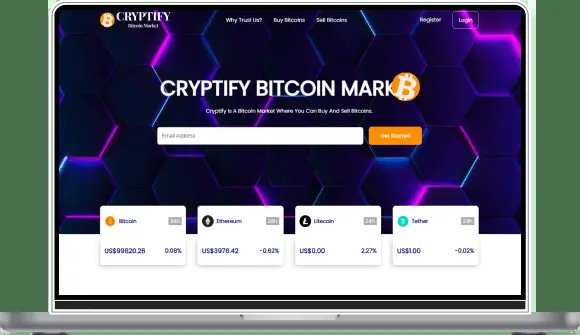 CRYPTIFY
Bitcoin Market
Why Trust Us?
Buy Bitcoins
Sell Bitcoins
Register
Login
CRYPTIFY BITCOIN MARK
Cryptify Is A Bitcoin Market Where You Can Buy And Sell Bitcoins.
Email Address
Get Started
Bitcoin
24h
Ethereum
24h
Litecoin
24h
Tether
24h
US$99820.26
0.08%
US$3976.42
-0.62%
US$0.00
2.27%
US$1.00
-0.02%